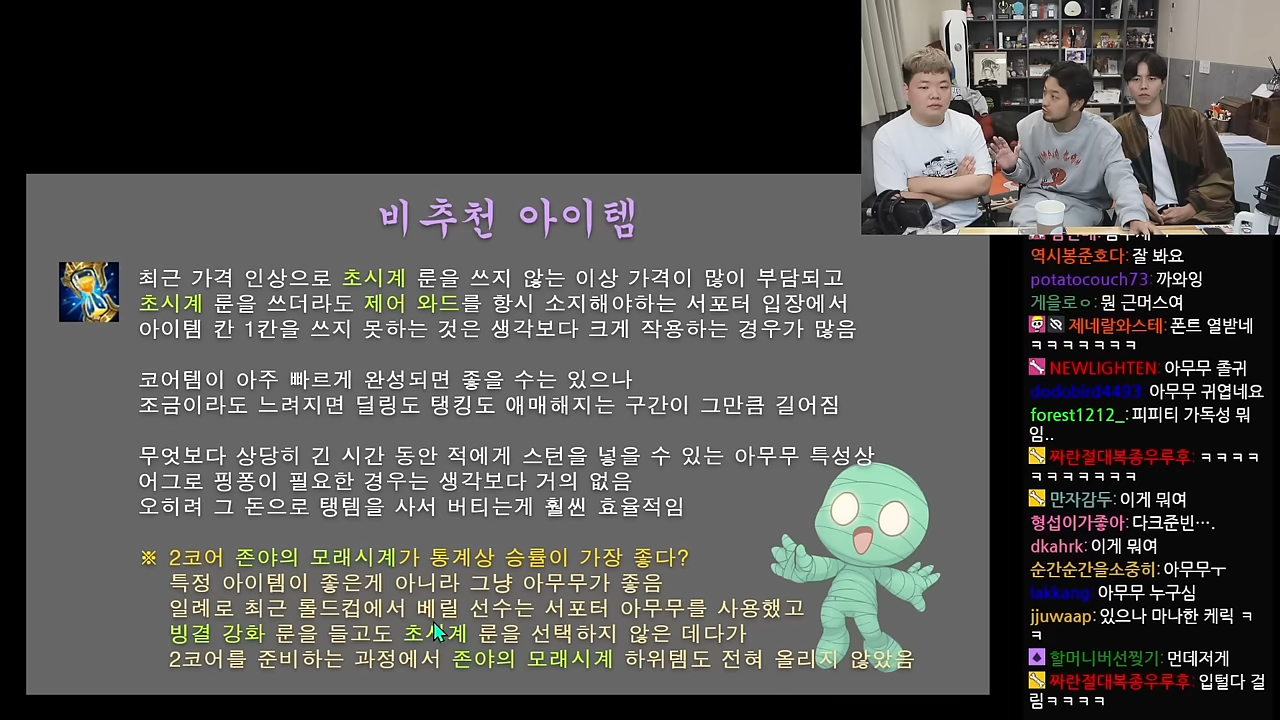 비추천 아이템
최근 가격 인상으로 초시계 룬을 쓰지 않는 이상 가격이 많이 부담되고
초시계 룬을 쓰더라도 제어 와드를 항시 소지해야하는 서포터 입장에서
아이템 칸 1칸을 쓰지 못하는 것은 생각보다 크게 작용하는 경우가 많음
코어템이 아주 빠르게 완성되면 좋을 수는 있으나
조금이라도 느려지면 딜링도 탱킹도 애매해지는 구간이 그만큼 길어짐
무엇보다 상당히 긴 시간 동안 적에게 스턴을 넣을 수 있는 아무무 특성상
어그로 핑퐁이 필요한 경우는 생각보다 거의 없음
오히려 그 돈으로 탱템을 사서 버티는게 훨씬 효율적임
※ 2코어 존야의 모래시계가 통계상 승률이 가장 좋다?
특정 아이템이 좋은게 아니라 그냥 아무무가 좋음
일례로 최근 롤드컵에서 베릴 선수는 서포터 아무무를 사용했고
빙결 강화 룬을 들고도 초시계 룬을 선택하지 않은 데다가
2코어를 준비하는 과정에서 존야의 모래시계 하위템도 전혀 올리지 않았음
역시봉준호다: 잘 봐요
potatocouch73: 까와잉
게을로ㅇ: 뭔 근머스여
제네랄와스테: 폰트 열받네
ㅋㅋㅋㅋㅋㅋㅋ
NEWLIGHTEN: 아무무 졸귀
dodobird4493: 아무무 귀엽네요
forest1212_: 피피티 가독성 뭐
임..
짜란절대복종우루후: ㅋㅋㅋㅋ
ㅋㅋㅋㅋㅋㅋㅋ
만자감두: 이게 뭐여
형섭이가좋아: 다크준빈….
dkahrk: 이게 뭐여
순간순간을소중히: 아무무ㅜ
lakkang: 아무무 누구심
jjuwaap: 있으나 마나한 케릭 ㅋ
ㅋ
할머니버선찢기: 먼데저게
짜란절대복종우루후: 입털다 걸
림ㅋㅋㅋㅋ